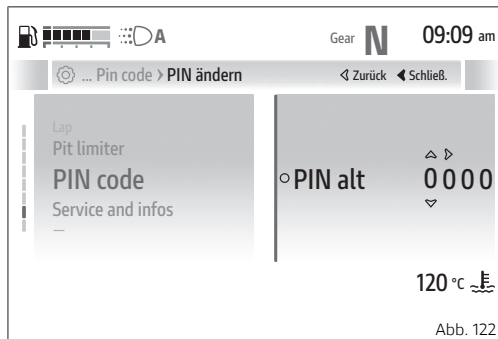 A Gear N 09:09 am
... Pin code › PIN ändern Zurück Schließ.
Lap
Pit limiter
PIN code
Service and infos
PIN alt 0000
120 °C
Abb. 122